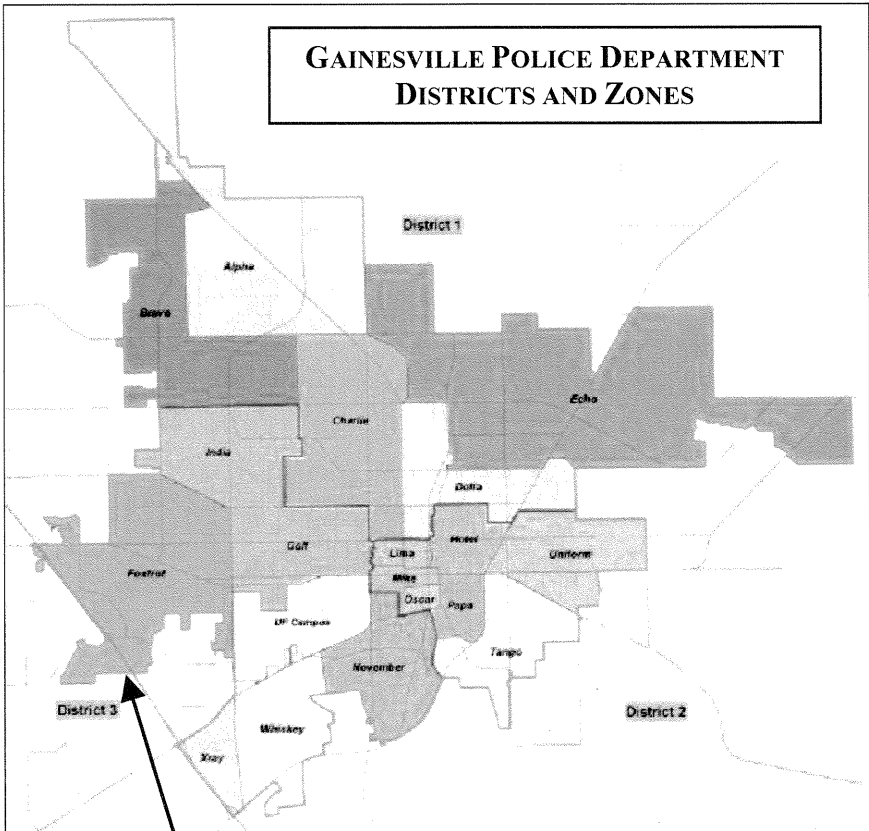 GAINESVILLE POLICE DEPARTMENT
DISTRICTS AND ZONES
District 1
Alpha
Bravo
Echo
Charlie
India
Delta
Hotel
Golf
Lima
Uniform
Foxtrot
Mike
Oscar
Papa
UF Campus
Tango
November
District 3
District 2
Whiskey
Xray